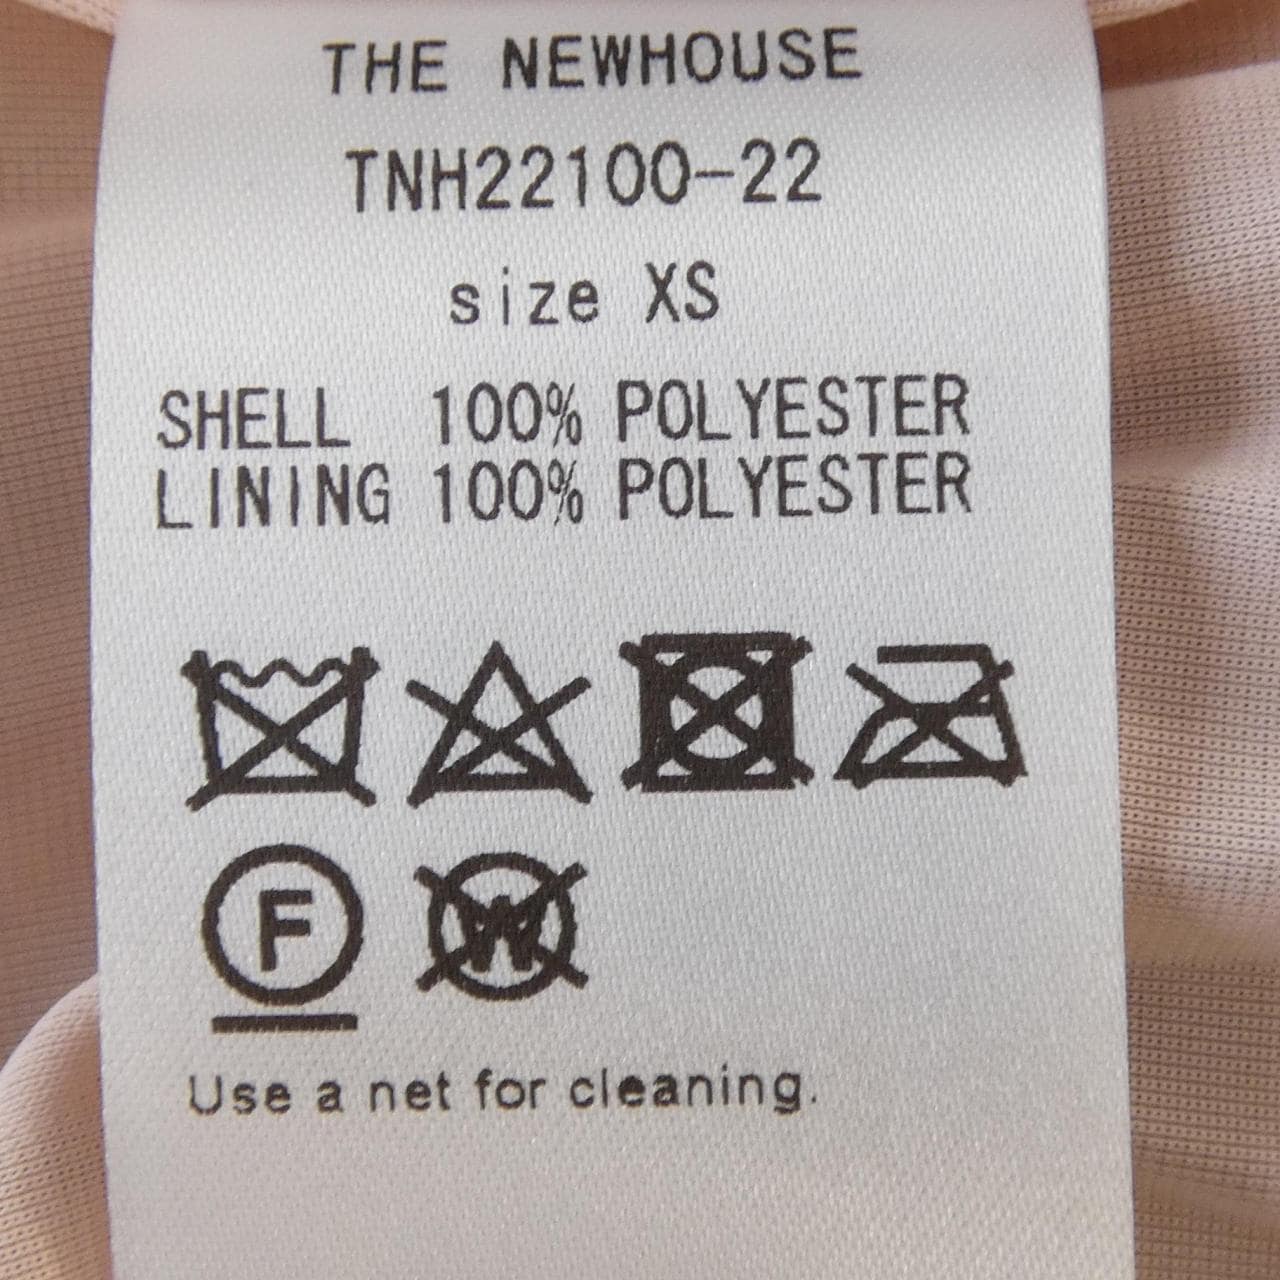 THE NEWHOUSE
TNH22100-22
size XS
SHELL 100% POLYESTER
LINING 100% POLYESTER
F W
Use a net for cleaning.